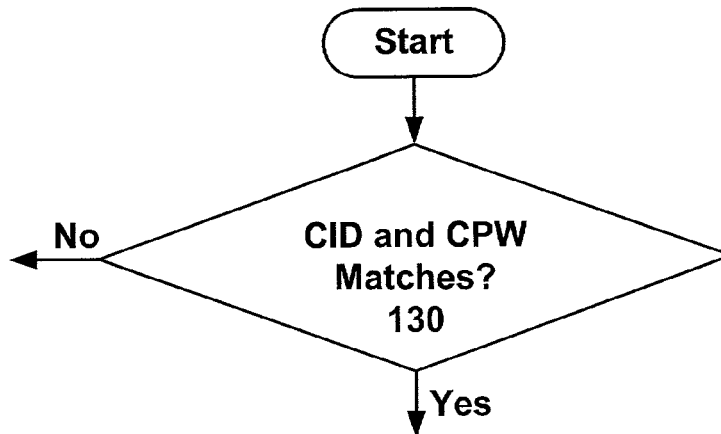 Start
No
CID and CPW
Matches?
130
Yes